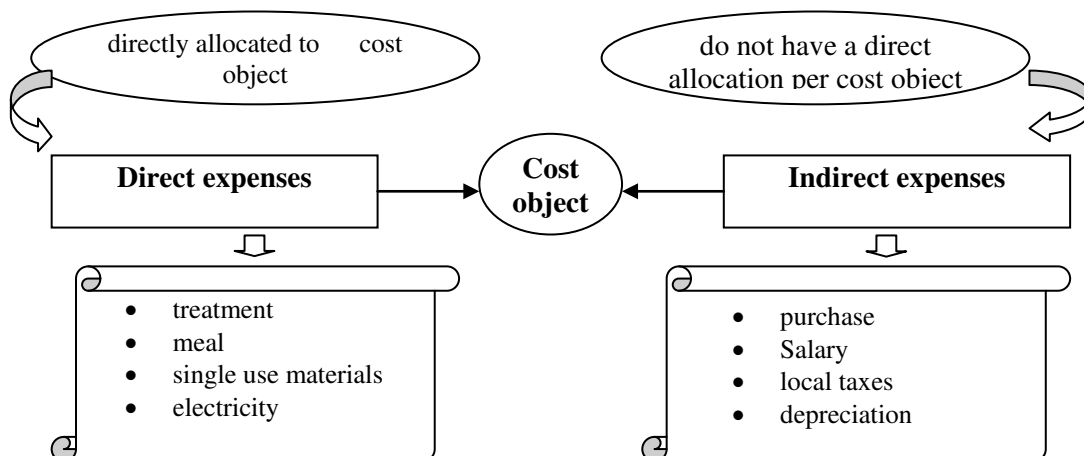 directly allocated to cost
object
do not have a direct
allocation per cost object
Direct expenses
Cost
object
Indirect expenses
• treatment
• meal
• single use materials
• electricity
• purchase
• Salary
• local taxes
• depreciation